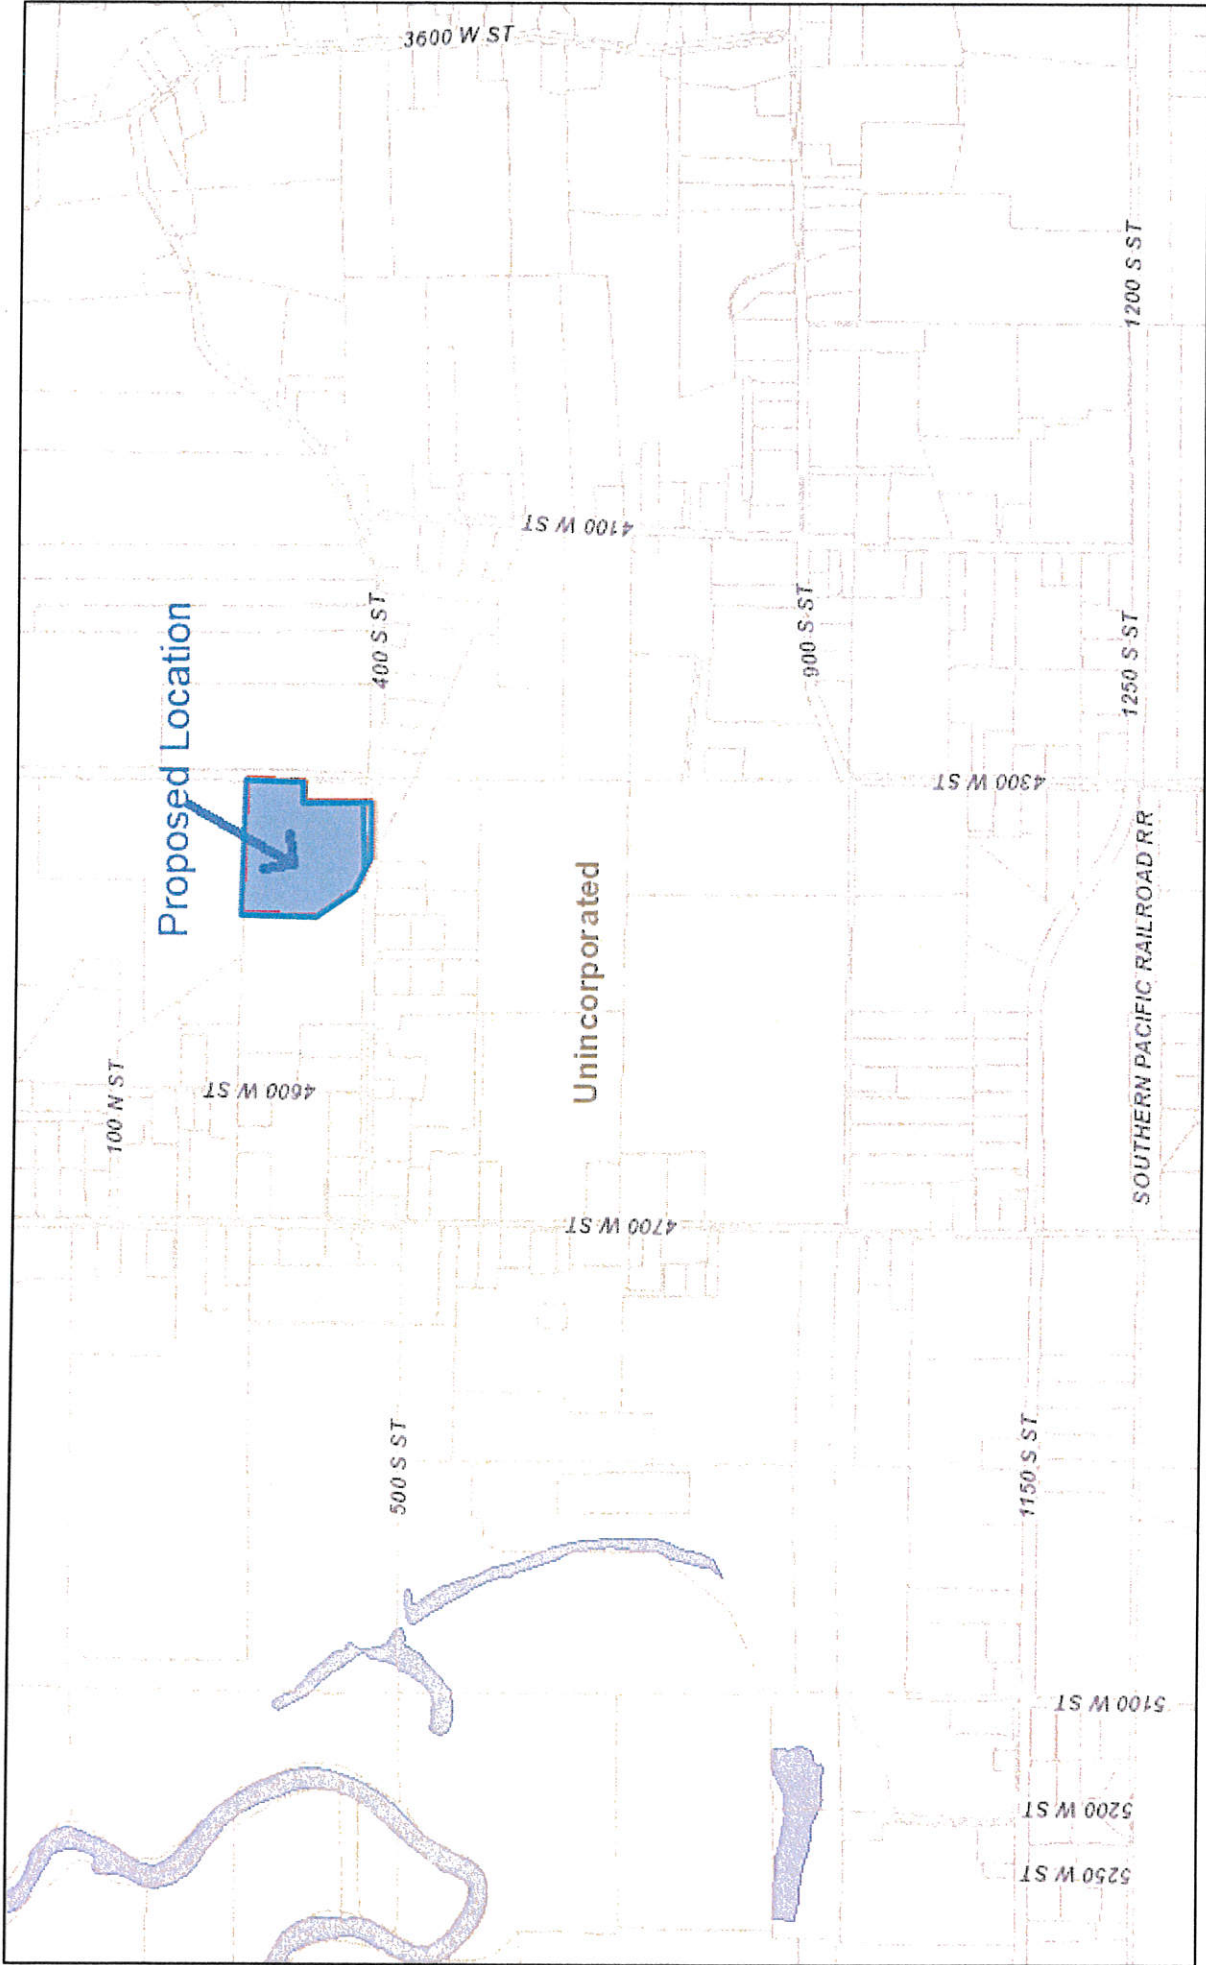 3600 W ST
1200 S ST
4100 W ST
Proposed Location
400 S ST
900 S ST
1250 S ST
4300 W ST
Unincorporated
SOUTHERN PACIFIC RAILROAD RR
100 N ST
4600 W ST
4700 W ST
500 S ST
1150 S ST
5100 W ST
5200 W ST
5250 W ST